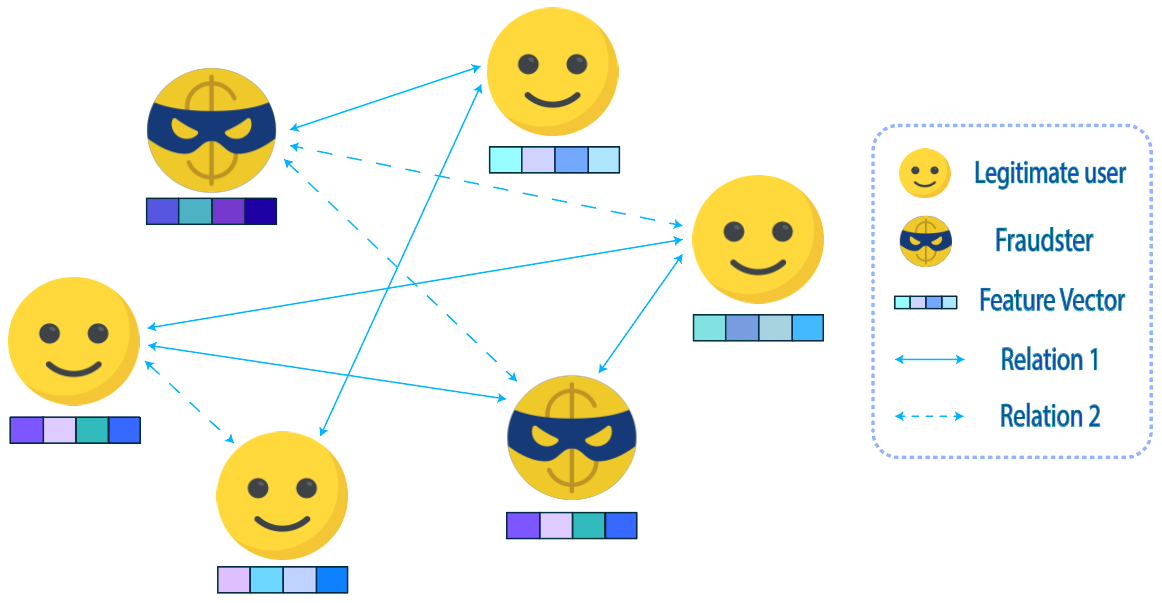 Legitimate user
Fraudster
Feature Vector
Relation 1
Relation 2